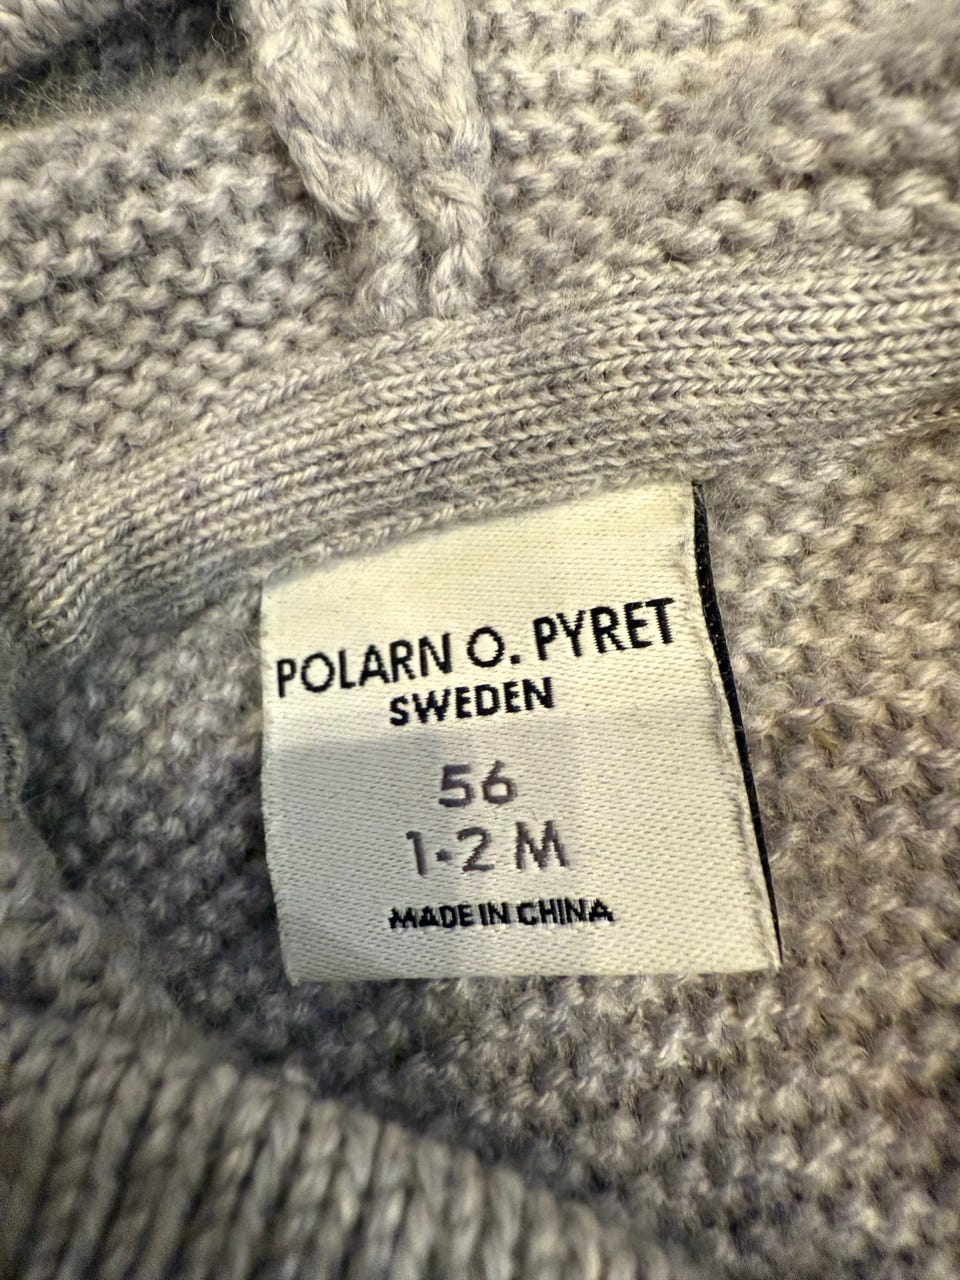 POLARN O. PYRET
SWEDEN
56
1-2 M
MADE IN CHINA